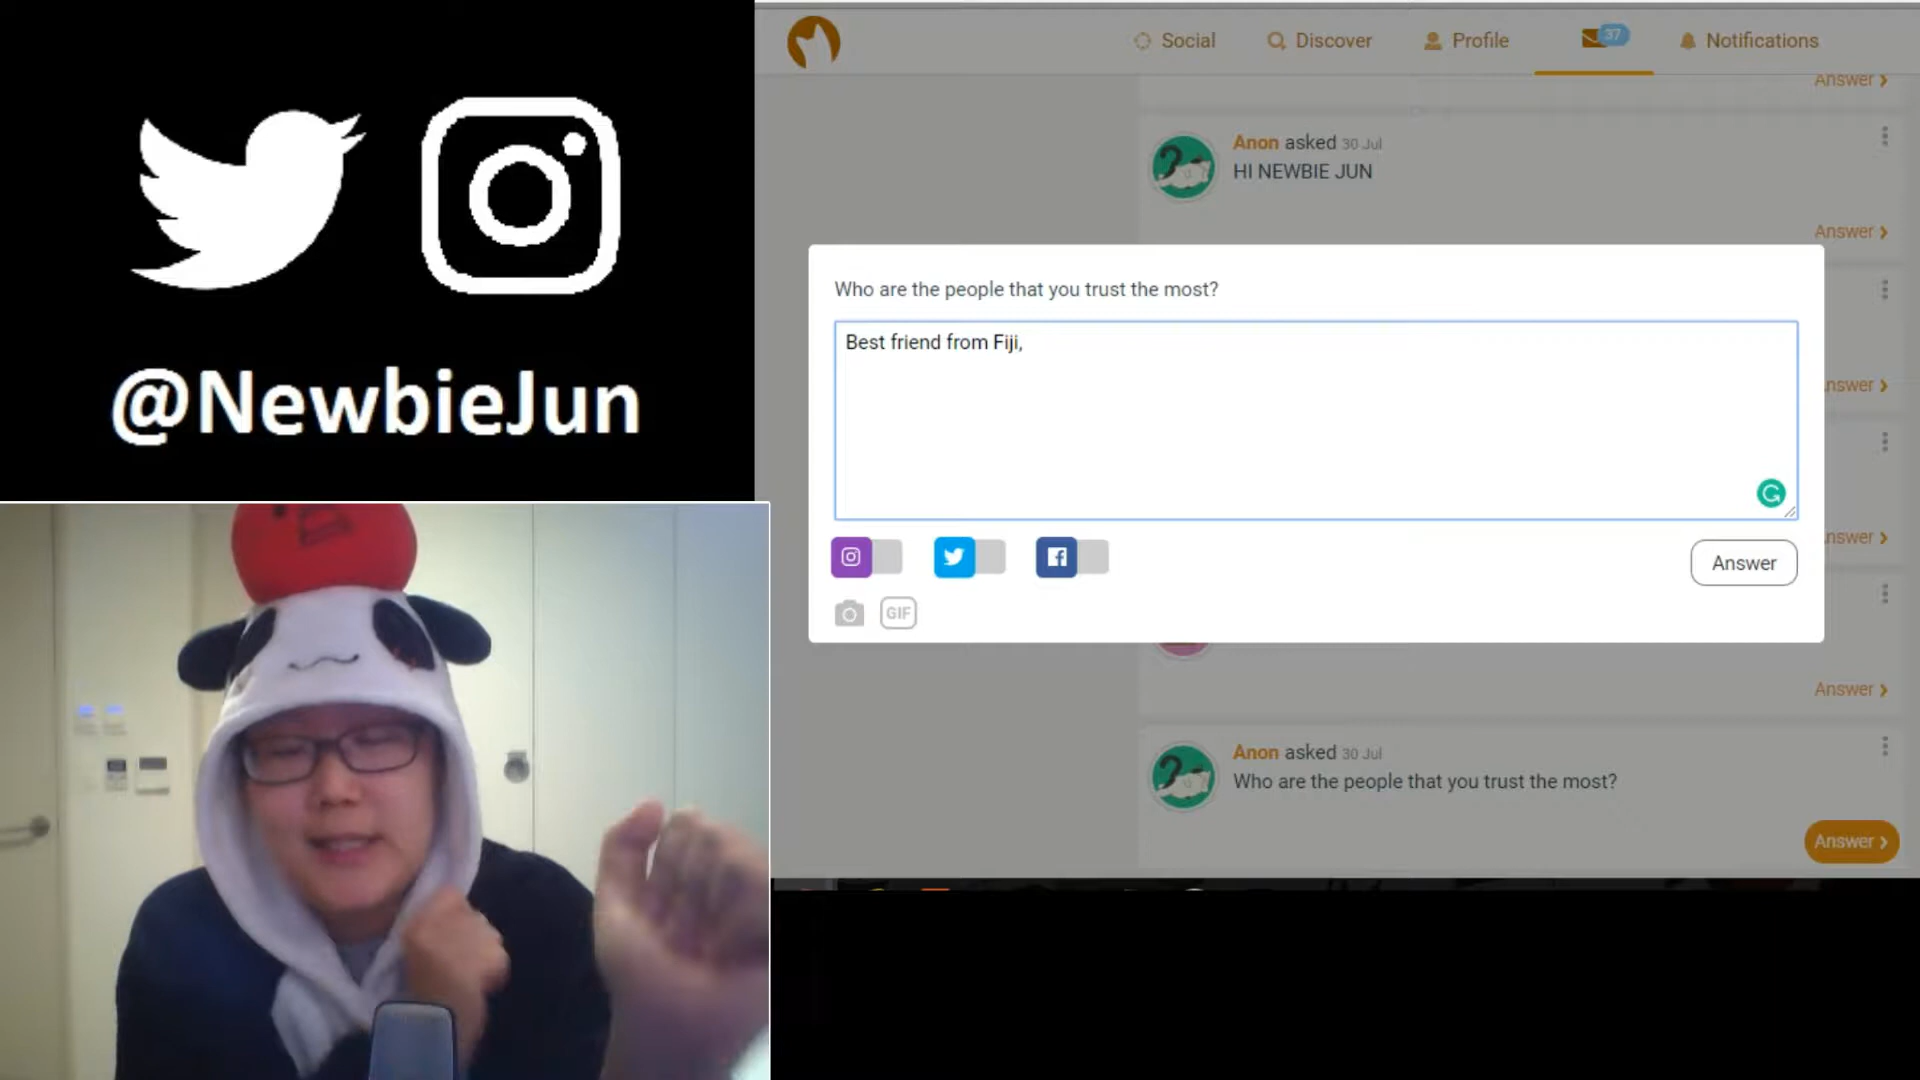 @NewbieJun
Social
Discover
Profile
37
Notifications
Answer
Anon asked 30 Jul
HI NEWBIE JUN
Answer
Who are the people that you trust the most?
Best friend from Fiji,
nswer
nswer
Answer
GIF
Answer
Anon asked 30 Jul
Who are the people that you trust the most?
Answer